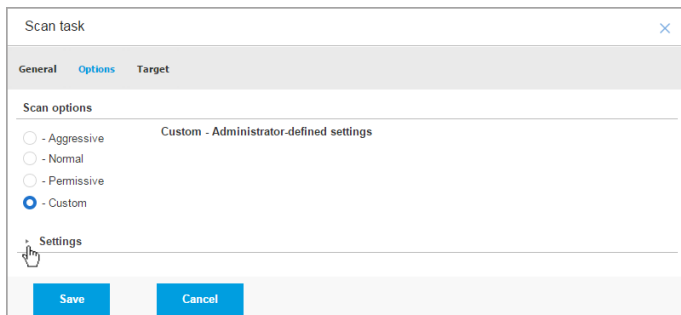 Scan task
General Options Target
Scan options
- Aggressive
Custom - Administrator-defined settings
- Normal
- Permissive
- Custom
Settings
Save Cancel